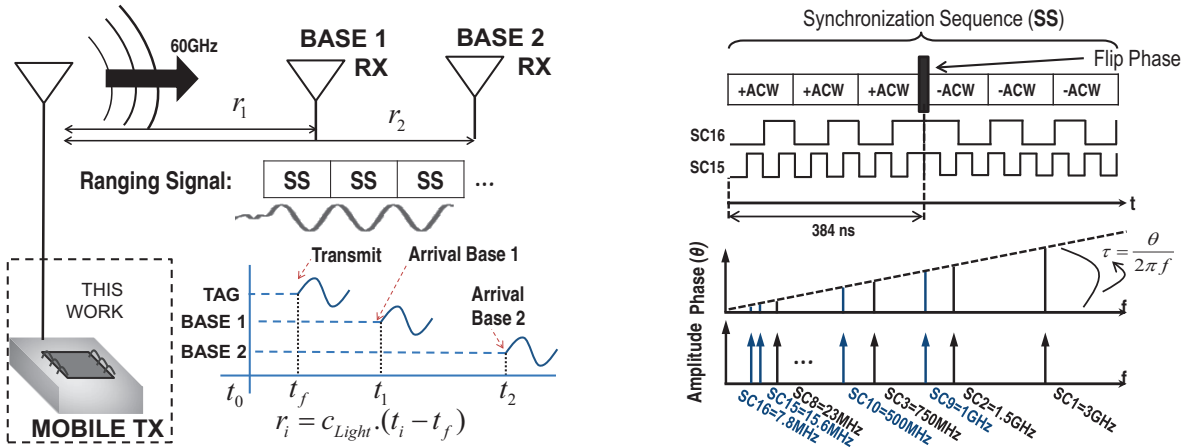 60GHz
BASE 1
RX
BASE 2
RX
r1
r2
Ranging Signal:
SS SS SS ...
THIS
WORK
MOBILE TX
Transmit
Arrival Base 1
Arrival
Base 2
TAG
BASE 1
BASE 2
t0 tf t1 t2
ri = cLight.(ti − tf)
Synchronization Sequence (SS)
Flip Phase
+ACW +ACW +ACW -ACW -ACW -ACW
SC16
SC15
t
384 ns
Phase (θ)
τ = θ / 2π f
f
Amplitude
...
f
SC16=7.8MHz
SC15=15.6MHz
SC8=23MHz
SC10=500MHz
SC3=750MHz
SC9=1GHz
SC2=1.5GHz
SC1=3GHz